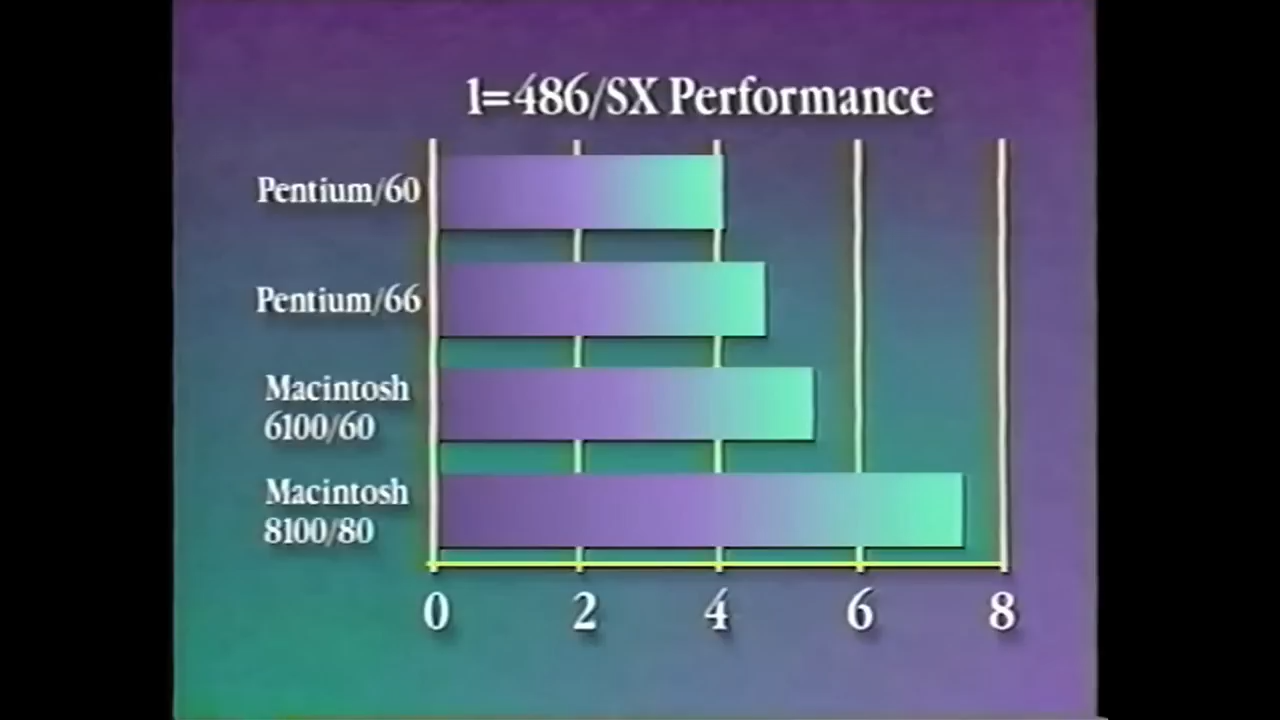 1=486/SX Performance
Pentium/60
Pentium/66
Macintosh
6100/60
Macintosh
8100/80
0 2 4 6 8